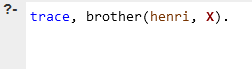 ?- trace, brother(henri, X).